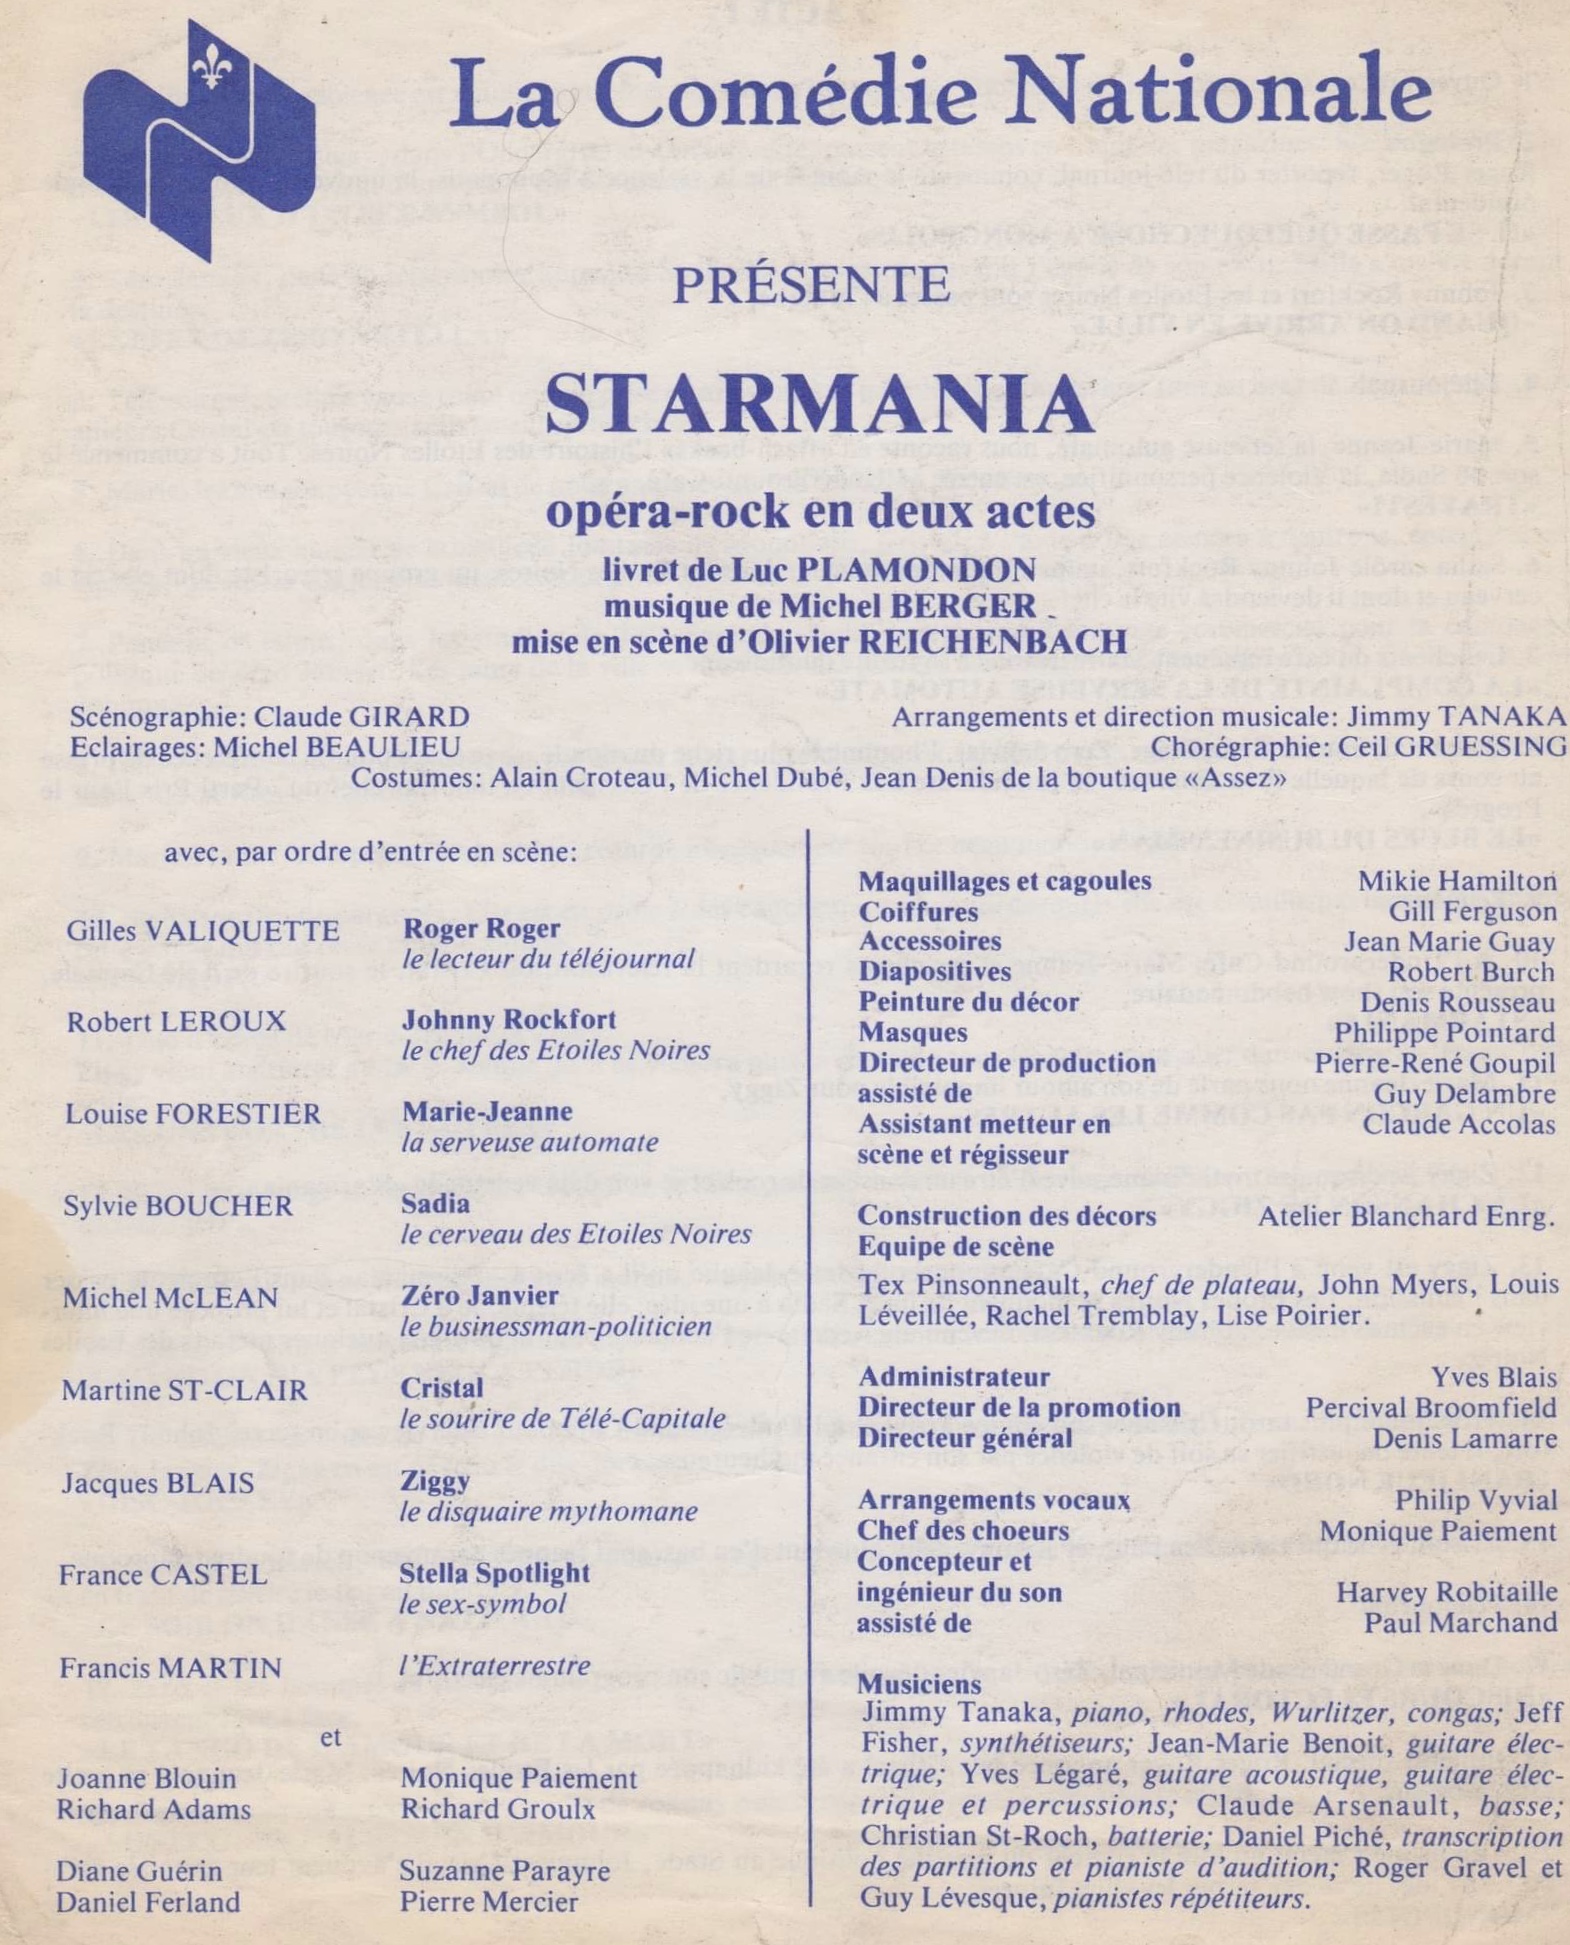 La Comédie Nationale
PRÉSENTE
STARMANIA
opéra-rock en deux actes
livret de Luc PLAMONDON
musique de Michel BERGER
mise en scène d'Olivier REICHENBACH
Scénographie: Claude GIRARD
Eclairages: Michel BEAULIEU
Arrangements et direction musicale: Jimmy TANAKA
Chorégraphie: Ceil GRUESSING
Costumes: Alain Croteau, Michel Dubé, Jean Denis de la boutique «Assez»
avec, par ordre d'entrée en scène:
Gilles VALIQUETTE Roger Roger
le lecteur du téléjournal
Robert LEROUX Johnny Rockfort
le chef des Etoiles Noires
Louise FORESTIER Marie-Jeanne
la serveuse automate
Sylvie BOUCHER Sadia
le cerveau des Etoiles Noires
Michel McLEAN Zéro Janvier
le businessman-politicien
Martine ST-CLAIR Cristal
le sourire de Télé-Capitale
Jacques BLAIS Ziggy
le disquaire mythomane
France CASTEL Stella Spotlight
le sex-symbol
Francis MARTIN l'Extraterrestre
et
Joanne Blouin Monique Paiement
Richard Adams Richard Groulx
Diane Guérin Suzanne Parayre
Daniel Ferland Pierre Mercier
Maquillages et cagoules Mikie Hamilton
Coiffures Gill Ferguson
Accessoires Jean Marie Guay
Diapositives Robert Burch
Peinture du décor Denis Rousseau
Masques Philippe Pointard
Directeur de production Pierre-René Goupil
assisté de Guy Delambre
Assistant metteur en Claude Accolas
scène et régisseur
Construction des décors Atelier Blanchard Enrg.
Equipe de scène
Tex Pinsonneault, chef de plateau, John Myers, Louis
Léveillée, Rachel Tremblay, Lise Poirier.
Administrateur Yves Blais
Directeur de la promotion Percival Broomfield
Directeur général Denis Lamarre
Arrangements vocaux Philip Vyvial
Chef des choeurs Monique Paiement
Concepteur et
ingénieur du son Harvey Robitaille
assisté de Paul Marchand
Musiciens
Jimmy Tanaka, piano, rhodes, Wurlitzer, congas; Jeff
Fisher, synthétiseurs; Jean-Marie Benoit, guitare élec-
trique; Yves Légaré, guitare acoustique, guitare élec-
trique et percussions; Claude Arsenault, basse;
Christian St-Roch, batterie; Daniel Piché, transcription
des partitions et pianiste d'audition; Roger Gravel et
Guy Lévesque, pianistes répétiteurs.